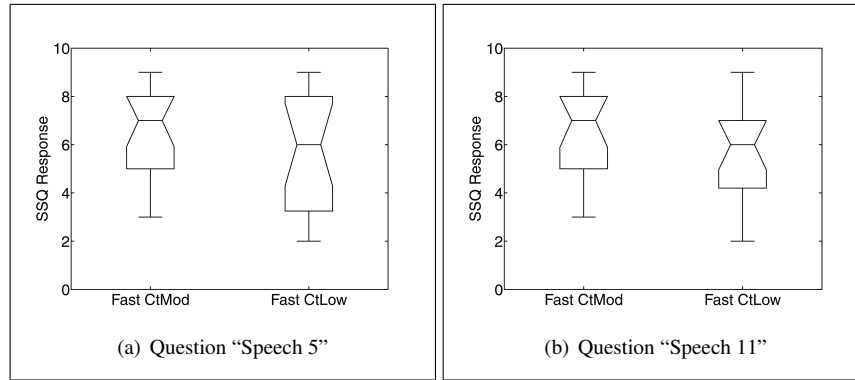 10
8
6
4
2
0
SSQ Response
Fast CtMod
Fast CtLow
(a) Question “Speech 5”
10
8
6
4
2
0
SSQ Response
Fast CtMod
Fast CtLow
(b) Question “Speech 11”